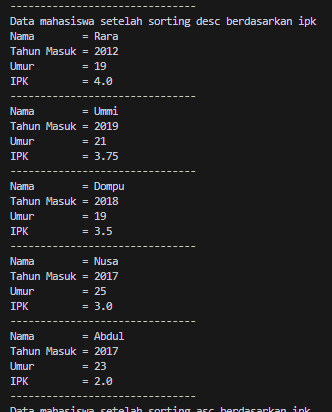 -------------------------------
Data mahasiswa setelah sorting desc berdasarkan ipk
Nama        = Rara
Tahun Masuk = 2012
Umur        = 19
IPK         = 4.0
-------------------------------
Nama        = Ummi
Tahun Masuk = 2019
Umur        = 21
IPK         = 3.75
-------------------------------
Nama        = Dompu
Tahun Masuk = 2018
Umur        = 19
IPK         = 3.5
-------------------------------
Nama        = Nusa
Tahun Masuk = 2017
Umur        = 25
IPK         = 3.0
-------------------------------
Nama        = Abdul
Tahun Masuk = 2017
Umur        = 23
IPK         = 2.0
-------------------------------
Data mahasiswa setelah sorting asc berdasarkan ipk